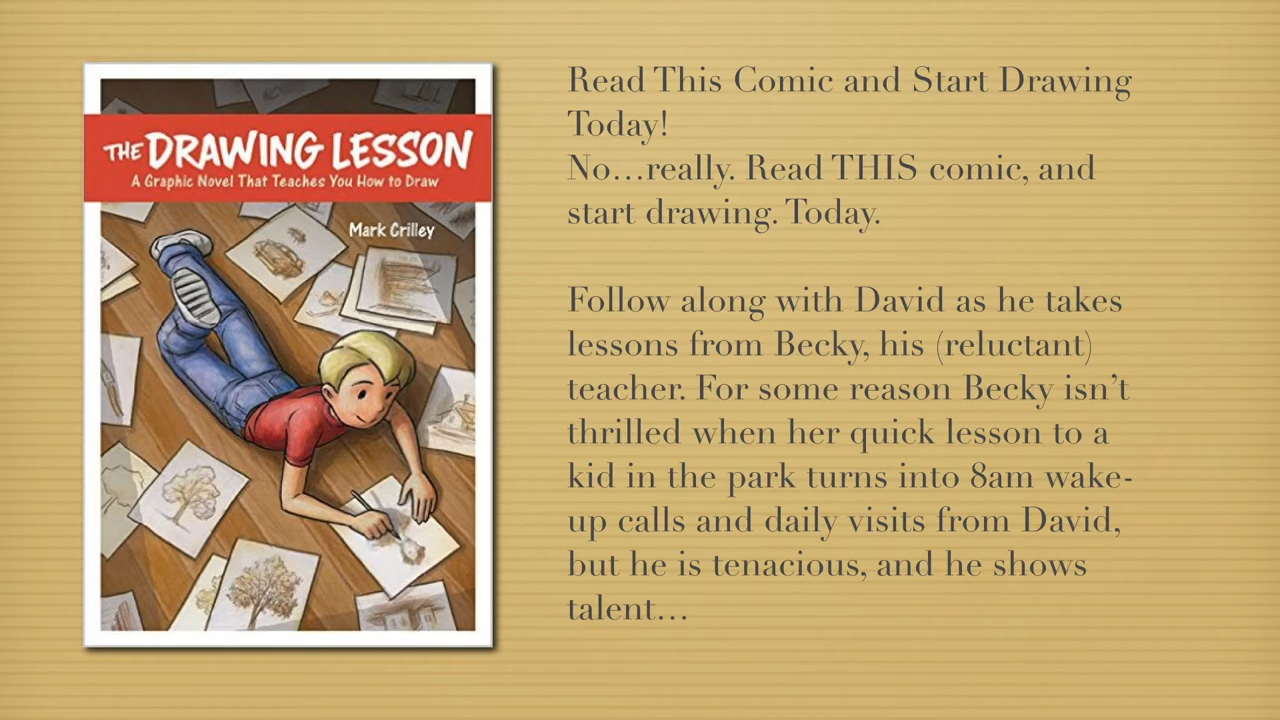 THE DRAWING LESSON
A Graphic Novel That Teaches You How to Draw
Mark Crilley
Read This Comic and Start Drawing
Today!
No…really. Read THIS comic, and
start drawing. Today.
Follow along with David as he takes
lessons from Becky, his (reluctant)
teacher. For some reason Becky isn’t
thrilled when her quick lesson to a
kid in the park turns into 8am wake-
up calls and daily visits from David,
but he is tenacious, and he shows
talent…